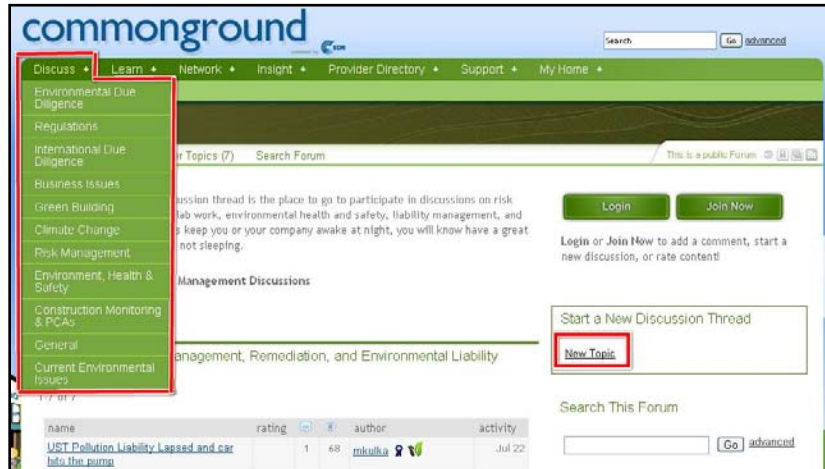 commonground
powered by EDR
Search
Go advanced
Discuss + Learn + Network + Insight + Provider Directory + Support + My Home +
Environmental Due
Diligence
Regulations
International Due
Diligence
Business Issues
Green Building
Climate Change
Risk Management
Environment, Health &
Safety
Construction Monitoring
& PCAs
General
Current Environmental
Issues
er Topics (7) Search Forum
This is a public Forum
ussion thread is the place to go to participate in discussions on risk
lab work, environmental health and safety, liability management, and
s keep you or your company awake at night, you will know have a great
not sleeping.
Management Discussions
Login Join Now
Login or Join Now to add a comment, start a
new discussion, or rate content!
Start a New Discussion Thread
New Topic
anagement, Remediation, and Environmental Liability
1-7 of 7
name rating author activity
UST Pollution Liability Lapsed and car
hits the pump
1 68 mkulka Jul 22
Search This Forum
Go advanced